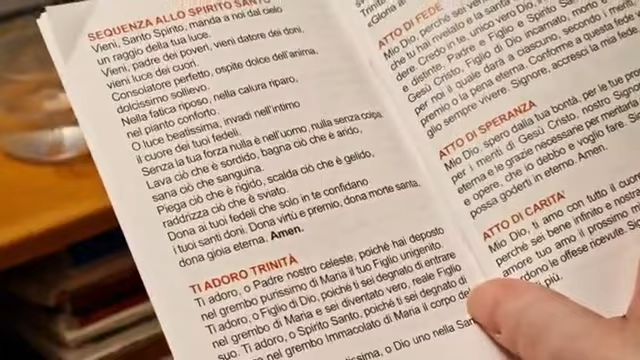 SEQUENZA ALLO SPIRITO SANTO
Vieni, Santo Spirito, manda a noi dal cielo
un raggio della tua luce.
Vieni, padre dei poveri, vieni datore dei doni,
vieni luce dei cuori.
Consolatore perfetto, ospite dolce dell'anima,
dolcissimo sollievo.
Nella fatica riposo, nella calura riparo,
nel pianto conforto.
O luce beatissima, invadi nell'intimo
il cuore dei tuoi fedeli.
Senza la tua forza nulla è nell'uomo, nulla senza colpa.
Lava ciò che è sordido, bagna ciò che è arido,
sana ciò che sanguina.
Piega ciò che è rigido, scalda ciò che è gelido,
raddrizza ciò che è sviato.
Dona ai tuoi fedeli che solo in te confidano
i tuoi santi doni. Dona virtù e premio, dona morte santa,
dona gioia eterna. Amen.
TI ADORO TRINITÀ
Ti adoro, o Padre nostro celeste, poiché hai deposto
nel grembo purissimo di Maria il tuo Figlio unigenito.
Ti adoro, o Figlio di Dio, poiché ti sei degnato di entrare
nel grembo di Maria e sei diventato vero, reale Figlio
suo. Ti adoro, o Spirito Santo, poiché ti sei degnato di
nel grembo Immacolato di Maria il corpo
o Dio uno nella
ATTO DI FEDE
Mio Dio, perché sei
che tu hai rivelato e la santa
dere. Credo in te, unico vero Dio,
e distinte, Padre e Figlio e Spirito
Gesù Cristo, Figlio di Dio incarnato, morto e
per noi il quale darà a ciascuno, secondo i
premio o la pena eterna. Conforme a questa fede
glio sempre vivere. Signore, accresci la mia fede
ATTO DI SPERANZA
Mio Dio, spero dalla tua bontà, per le tue
per i meriti di Gesù Cristo, nostro
eterna e le grazie necessarie per meritarla
e opere, che io debbo e voglio fare.
possa goderti in eterno. Amen.
ATTO DI CARITA'
Mio Dio, ti amo con tutto il cuore
perché sei bene infinito e nostra
amore tuo amo il prossimo
le offese ricevute.
più.